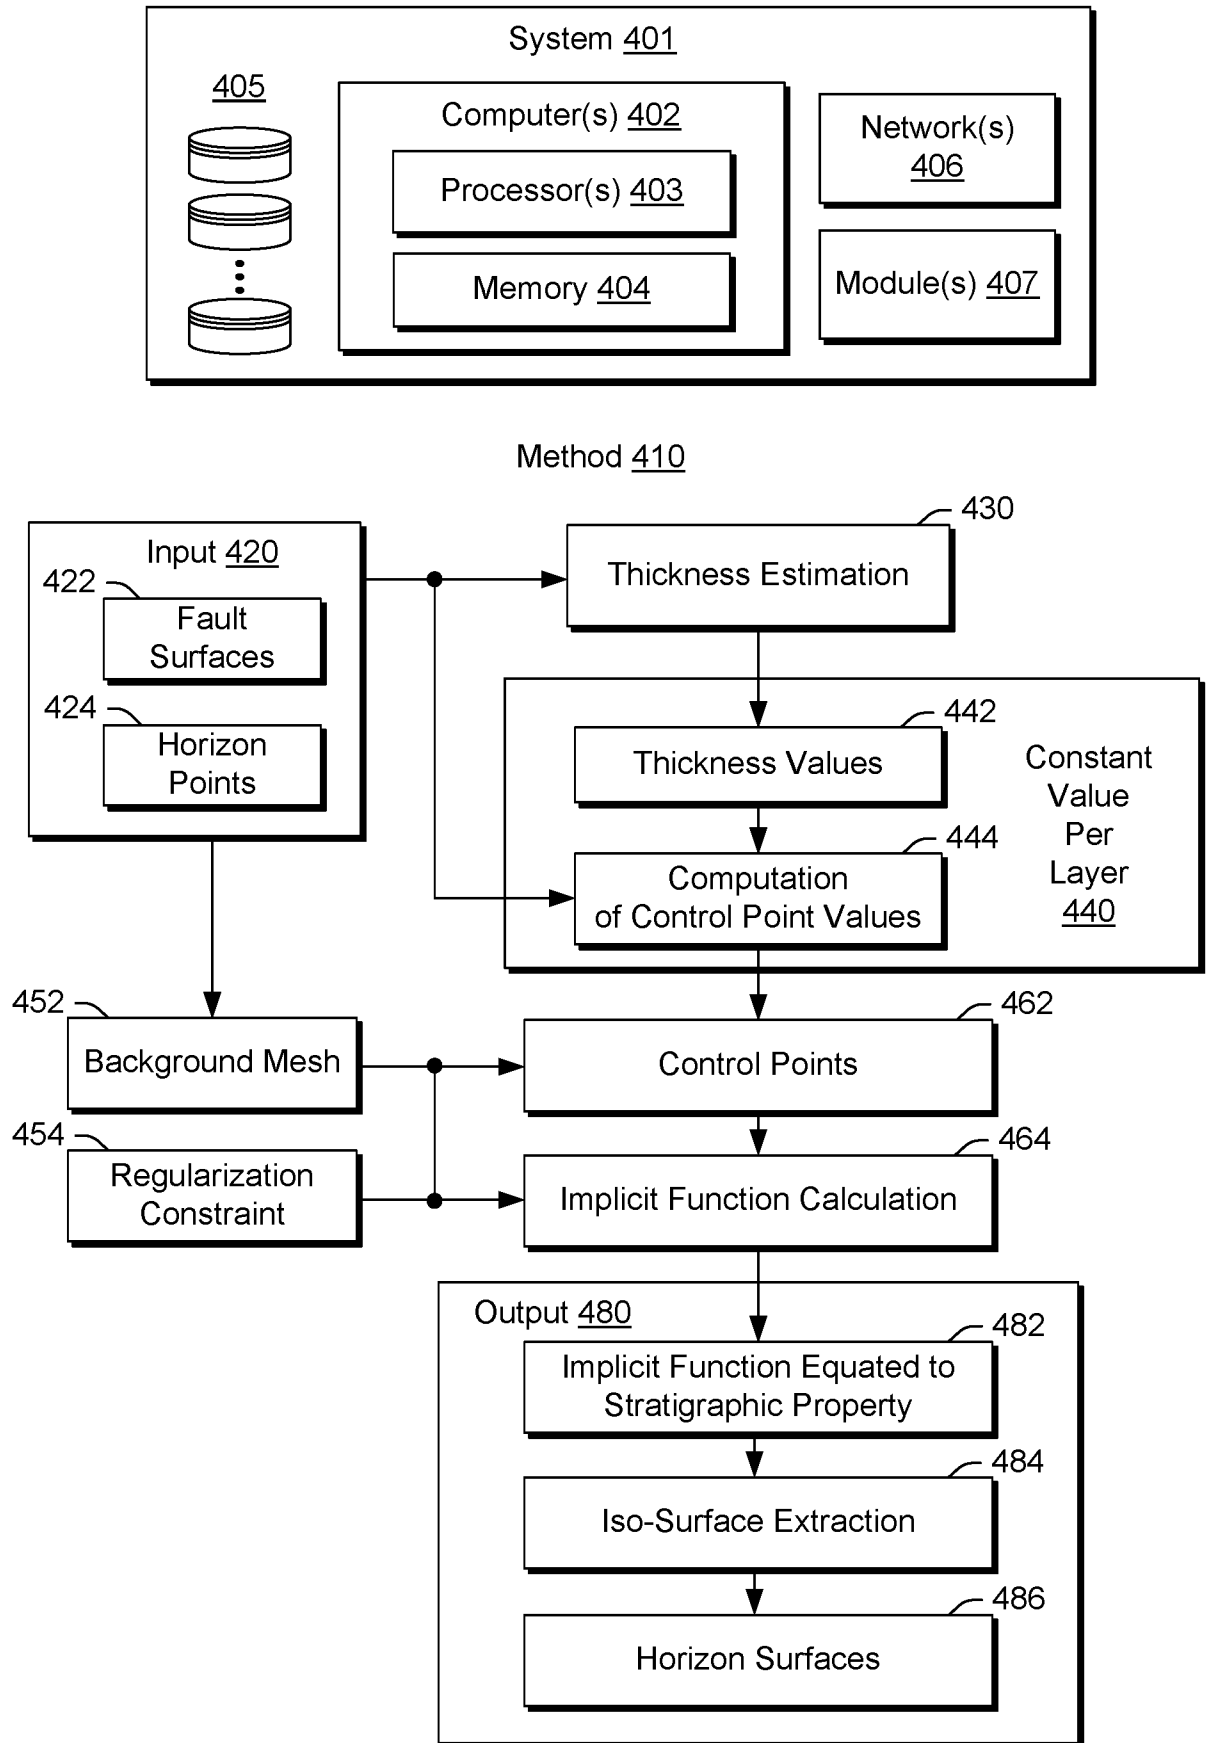 System 401
405
Computer(s) 402
Processor(s) 403
Memory 404
Network(s)
406
Module(s) 407
Method 410
Input 420
422
Fault
Surfaces
424
Horizon
Points
430
Thickness Estimation
442
Thickness Values
444
Computation
of Control Point Values
Constant
Value
Per
Layer
440
452
Background Mesh
454
Regularization
Constraint
462
Control Points
464
Implicit Function Calculation
Output 480
482
Implicit Function Equated to
Stratigraphic Property
484
Iso-Surface Extraction
486
Horizon Surfaces